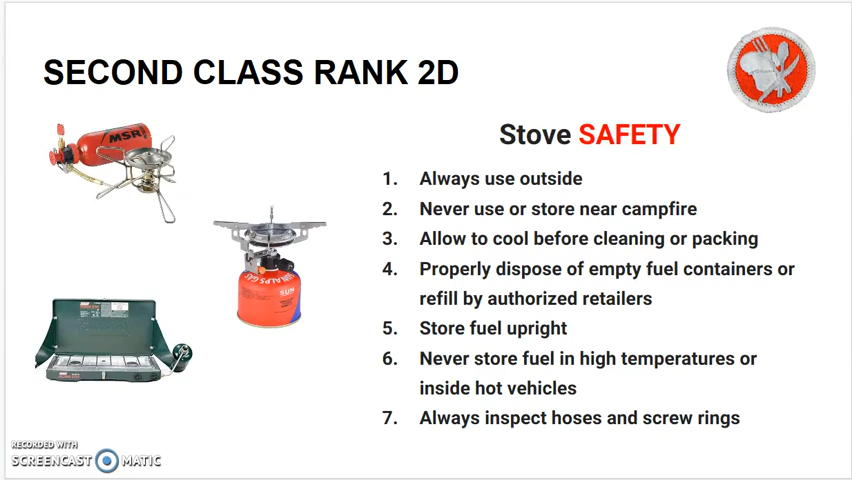 SECOND CLASS RANK 2D
MSR
Stove SAFETY
1. Always use outside
2. Never use or store near campfire
3. Allow to cool before cleaning or packing
4. Properly dispose of empty fuel containers or
refill by authorized retailers
5. Store fuel upright
6. Never store fuel in high temperatures or
inside hot vehicles
7. Always inspect hoses and screw rings
SUN
RECORDED WITH
SCREENCAST MATIC